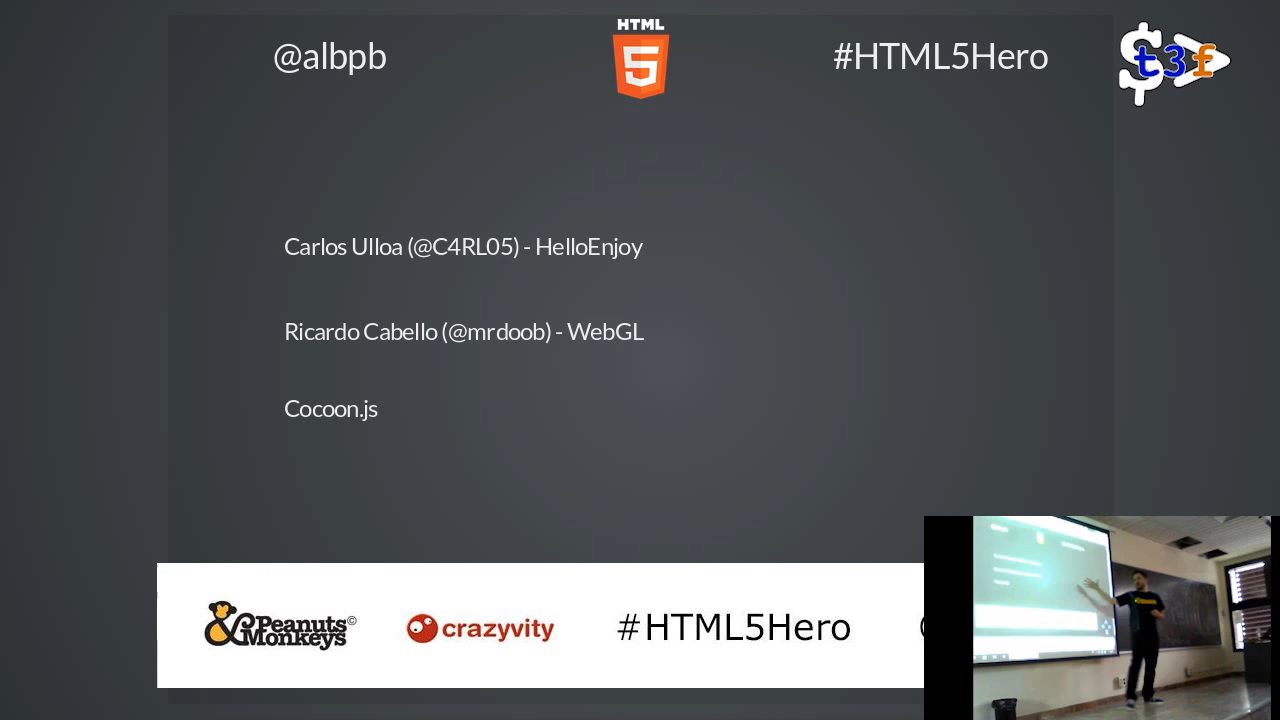 @albpb
HTML
5
#HTML5Hero
$t3f
Carlos Ulloa (@C4RL05) - HelloEnjoy
Ricardo Cabello (@mrdoob) - WebGL
Cocoon.js
&Peanuts©
Monkeys
crazyvity
#HTML5Hero